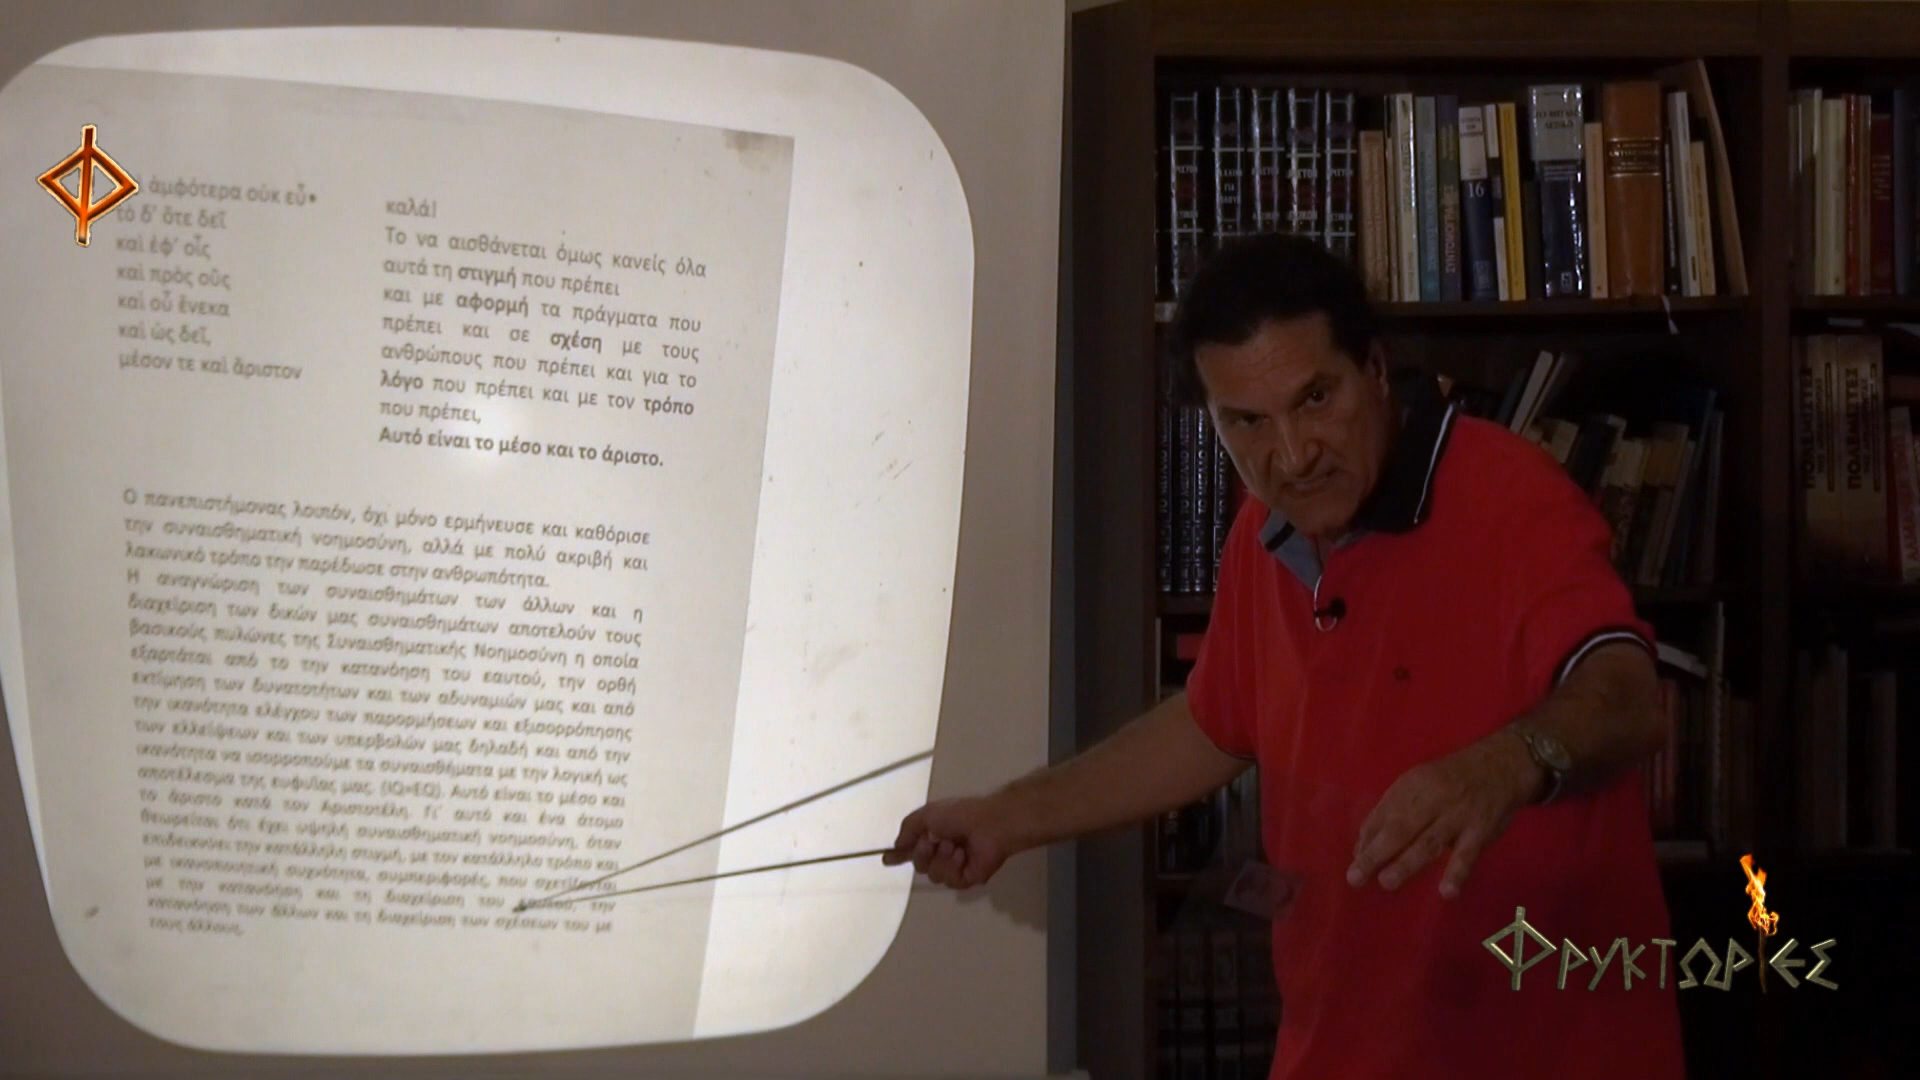 ἀμφότερα οὐκ εὖ•
τὸ δ' ὅτε δεῖ
καὶ ἐφ' οἷς
καὶ πρὸς οὓς
καὶ οὗ ἕνεκα
καὶ ὡς δεῖ,
μέσον τε καὶ ἄριστον
καλά!
Το να αισθάνεται όμως κανείς όλα
αυτά τη στιγμή που πρέπει
και με αφορμή τα πράγματα που
πρέπει και σε σχέση με τους
ανθρώπους που πρέπει και για το
λόγο που πρέπει και με τον τρόπο
που πρέπει,
Αυτό είναι το μέσο και το άριστο.
Ο πανεπιστήμονας λοιπόν, όχι μόνο ερμήνευσε και καθόρισε
την συναισθηματική νοημοσύνη, αλλά με πολύ ακριβή και
λακωνικό τρόπο την παρέδωσε στην ανθρωπότητα.
Η αναγνώριση των συναισθημάτων των άλλων και η
διαχείριση των δικών μας συναισθημάτων αποτελούν τους
βασικούς πυλώνες της Συναισθηματικής Νοημοσύνη η οποία
εξαρτάται από το την κατανόηση του εαυτού, την ορθή
εκτίμηση των δυνατοτήτων και των αδυναμιών μας και από
την ικανότητα ελέγχου των παρορμήσεων και εξισορρόπησης
των ελλείψεων και των υπερβολών μας δηλαδή και από την
ικανότητα να ισορροπούμε τα συναισθήματα με την λογική ως
αποτέλεσμα της ευφυΐας μας. (IQ=EQ). Αυτό είναι το μέσο και
το άριστο κατά τον Αριστοτέλη. Γι' αυτό και ένα άτομο
θεωρείται ότι έχει υψηλή συναισθηματική νοημοσύνη, όταν
επιδεικνύει την κατάλληλη στιγμή, με τον κατάλληλο τρόπο και
με ικανοποιητική συχνότητα, συμπεριφορές, που σχετίζονται
με την κατανόηση και τη διαχείριση του εαυτού, την
κατανόηση των άλλων και τη διαχείριση των σχέσεων του με
τους άλλους.
16
ΦΡΥΚΤΩΡΙΕΣ